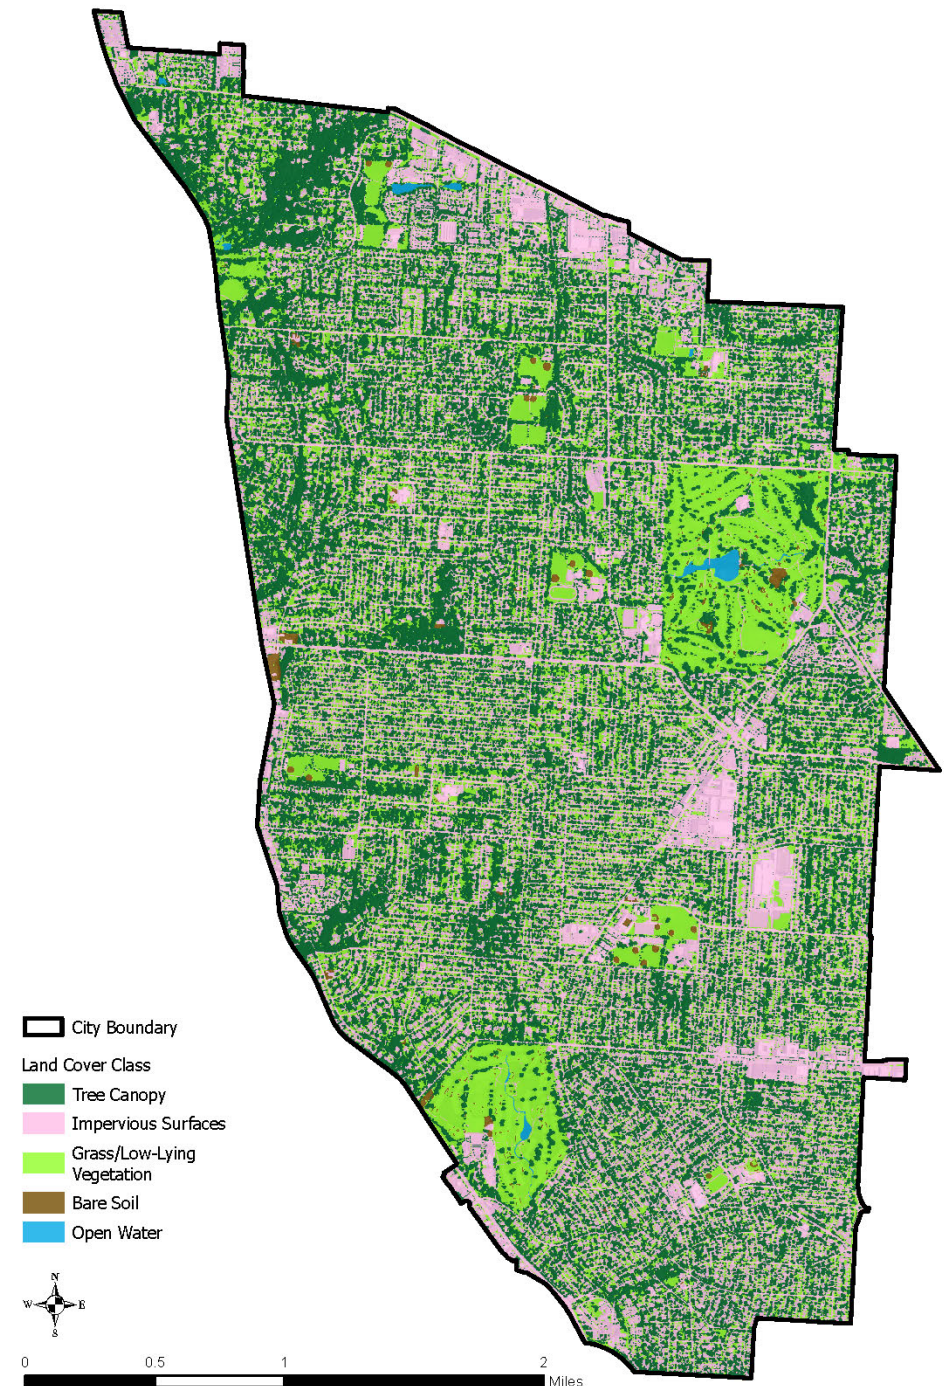 City Boundary
Land Cover Class
Tree Canopy
Impervious Surfaces
Grass/Low-Lying
Vegetation
Bare Soil
Open Water
N
W E
S
0 0.5 1 2
Miles